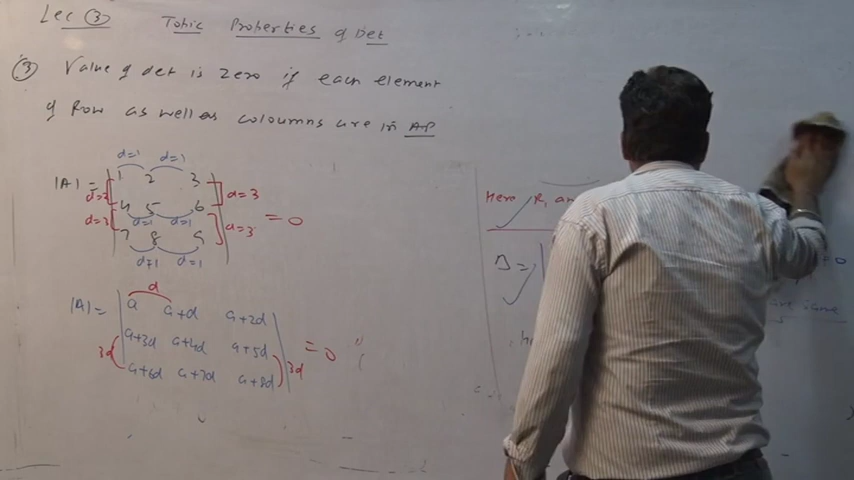 Lec ③ Topic Properties of Det
③ Value of det is zero if each element
of Row as well as coloumns are in AP
d=1 d=1
|A| = 1 2 3
d=3 4 5 6 d=3
d=3 d=1 d=1 d=3 = 0
7 8 9
d=1 d=1
d
|A| = a a+d a+2d
a+3d a+4d a+5d = 0
3d 3d
a+6d a+7d a+8d
Here R₁
D =
= 0
are same